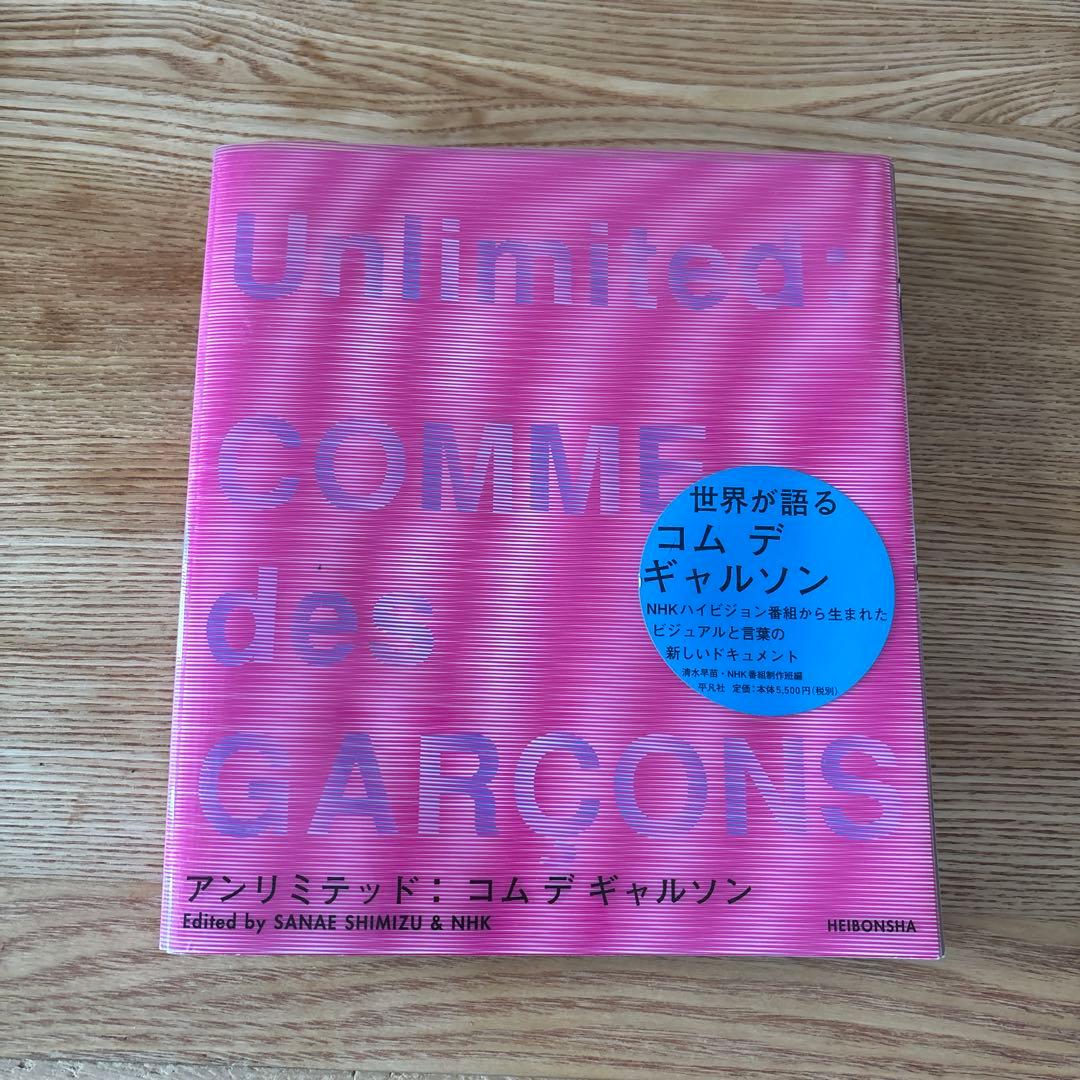 Unlimited:
COMME
des
GARÇONS
世界が語る
コム デ
ギャルソン
NHKハイビジョン番組から生まれた
ビジュアルと言葉の
新しいドキュメント
清水早苗・NHK番組制作班編
平凡社 定価:本体5,500円(税別)
アンリミテッド: コム デ ギャルソン
Edited by SANAE SHIMIZU & NHK
HEIBONSHA